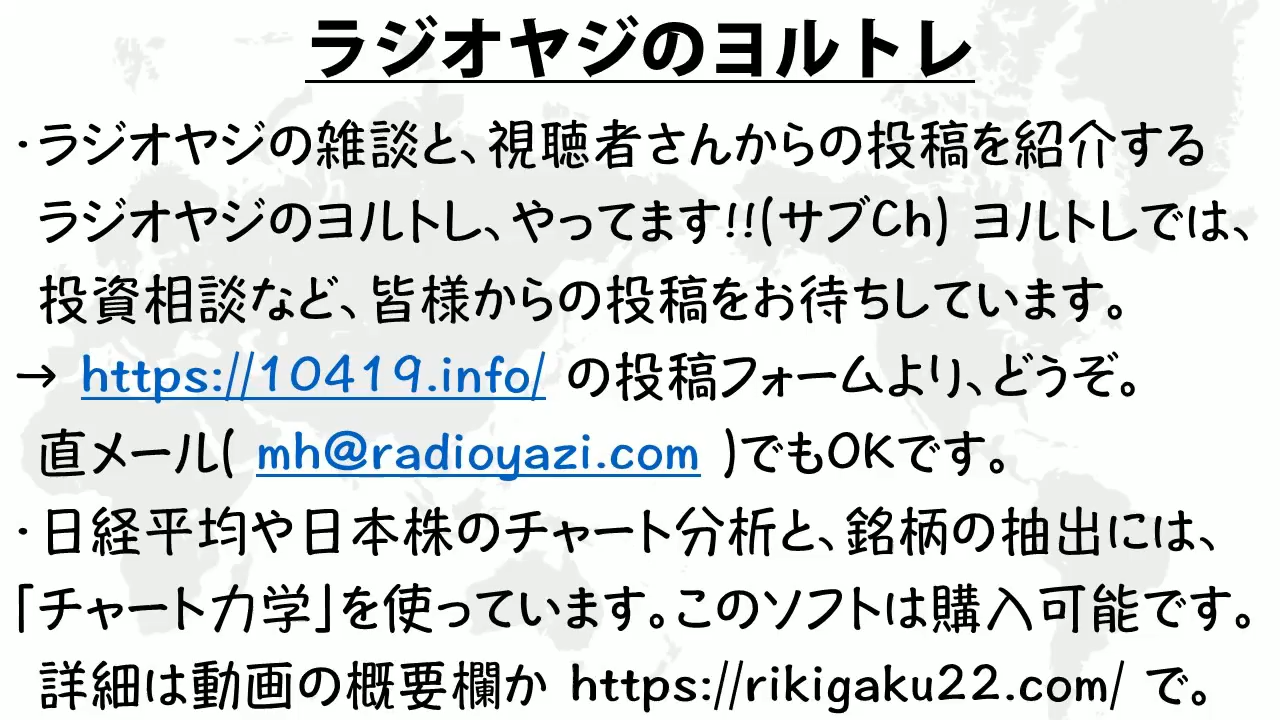 ラジオヤジのヨルトレ
・ラジオヤジの雑談と、視聴者さんからの投稿を紹介する
ラジオヤジのヨルトレ、やってます!!(サブCh) ヨルトレでは、
投資相談など、皆様からの投稿をお待ちしています。
→ https://10419.info/ の投稿フォームより、どうぞ。
直メール( mh@radioyazi.com )でもOKです。
・日経平均や日本株のチャート分析と、銘柄の抽出には、
「チャート力学」を使っています。このソフトは購入可能です。
詳細は動画の概要欄か https://rikigaku22.com/ で。